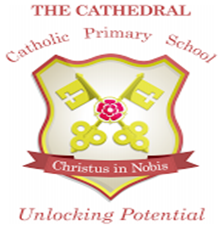 THE CATHEDRAL
Catholic Primary School
Christus in Nobis
Unlocking Potential